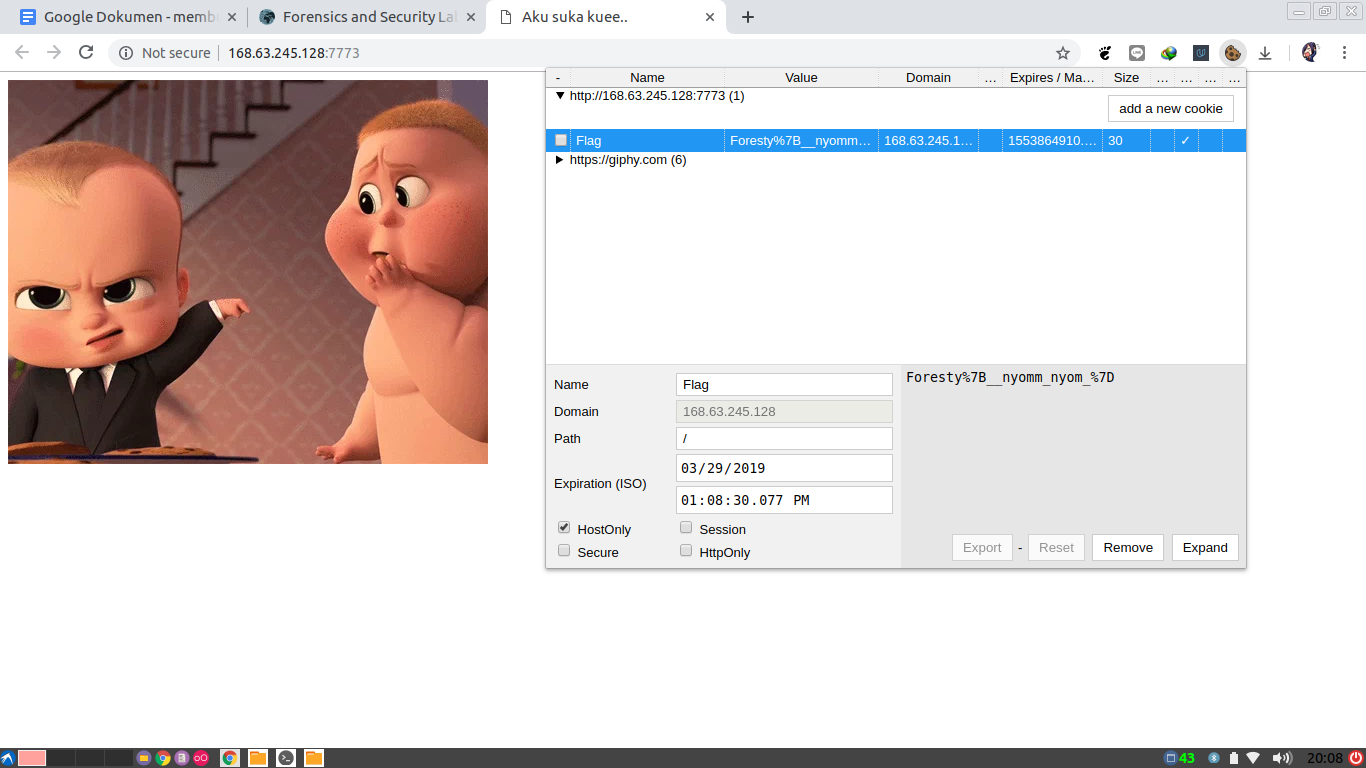 Google Dokumen - memb
Forensics and Security La
Aku suka kuee..
Not secure
168.63.245.128:7773
- Name Value Domain ... Expires / Ma... Size ... ... ... ...
http://168.63.245.128:7773 (1)
add a new cookie
Flag Foresty%7B__nyomm... 168.63.245.1... 1553864910.... 30 ✓
https://giphy.com (6)
Name Flag
Domain 168.63.245.128
Path /
Expiration (ISO) 03/29/2019
01:08:30.077 PM
HostOnly Session
Secure HttpOnly
Foresty%7B__nyomm_nyom_%7D
Export - Reset Remove Expand
43 20:08